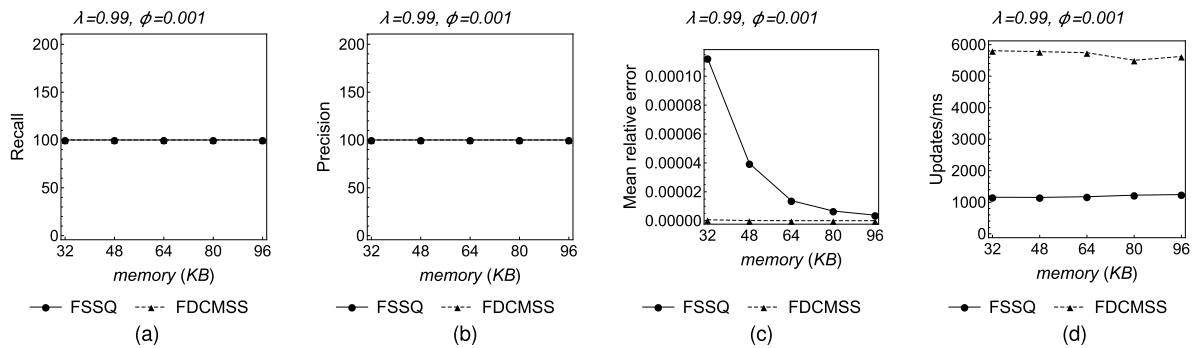 λ=0.99, ϕ=0.001
Recall
200
150
100
50
0
32 48 64 80 96
memory (KB)
FSSQ FDCMSS
(a)
λ=0.99, ϕ=0.001
Precision
200
150
100
50
0
32 48 64 80 96
memory (KB)
FSSQ FDCMSS
(b)
λ=0.99, ϕ=0.001
Mean relative error
0.00010
0.00006
0.00004
0.00002
0.00000
32 48 64 80 96
memory (KB)
FSSQ FDCMSS
(c)
λ=0.99, ϕ=0.001
Updates/ms
6000
5000
4000
3000
2000
1000
0
32 48 64 80 96
memory (KB)
FSSQ FDCMSS
(d)